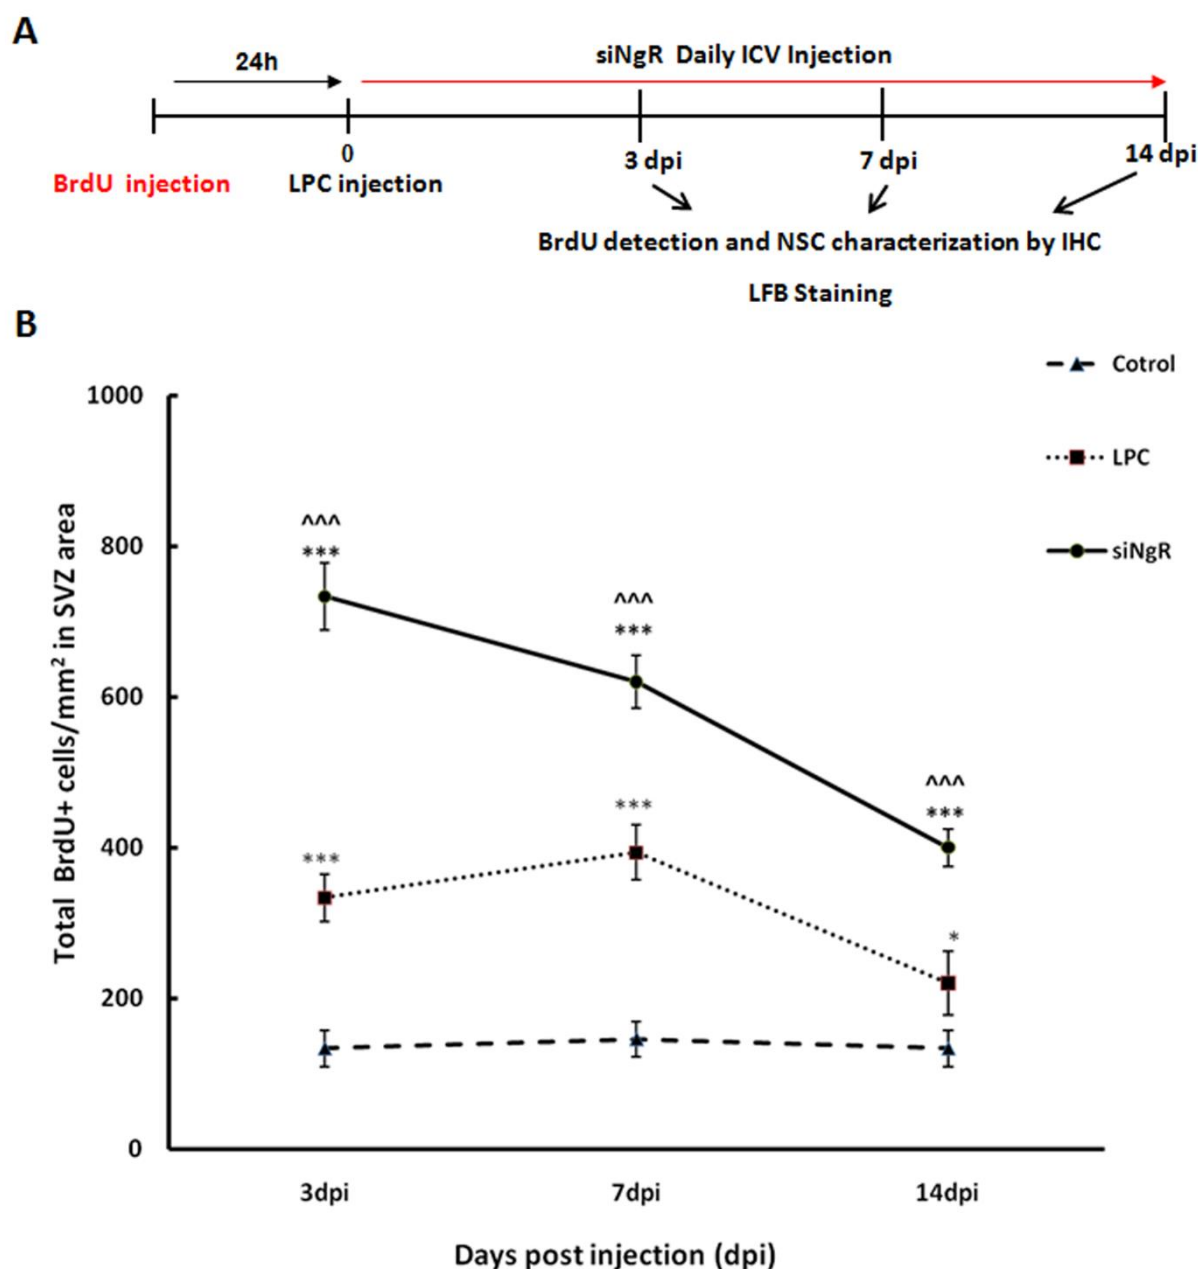 A
24h
siNgR Daily ICV Injection
0
3 dpi
7 dpi
14 dpi
BrdU injection
LPC injection
BrdU detection and NSC characterization by IHC
LFB Staining
B
Cotrol
LPC
siNgR
Total BrdU+ cells/mm² in SVZ area
1000
800
600
400
200
0
^^^
***
^^^
***
^^^
***
***
***
*
3dpi
7dpi
14dpi
Days post injection (dpi)